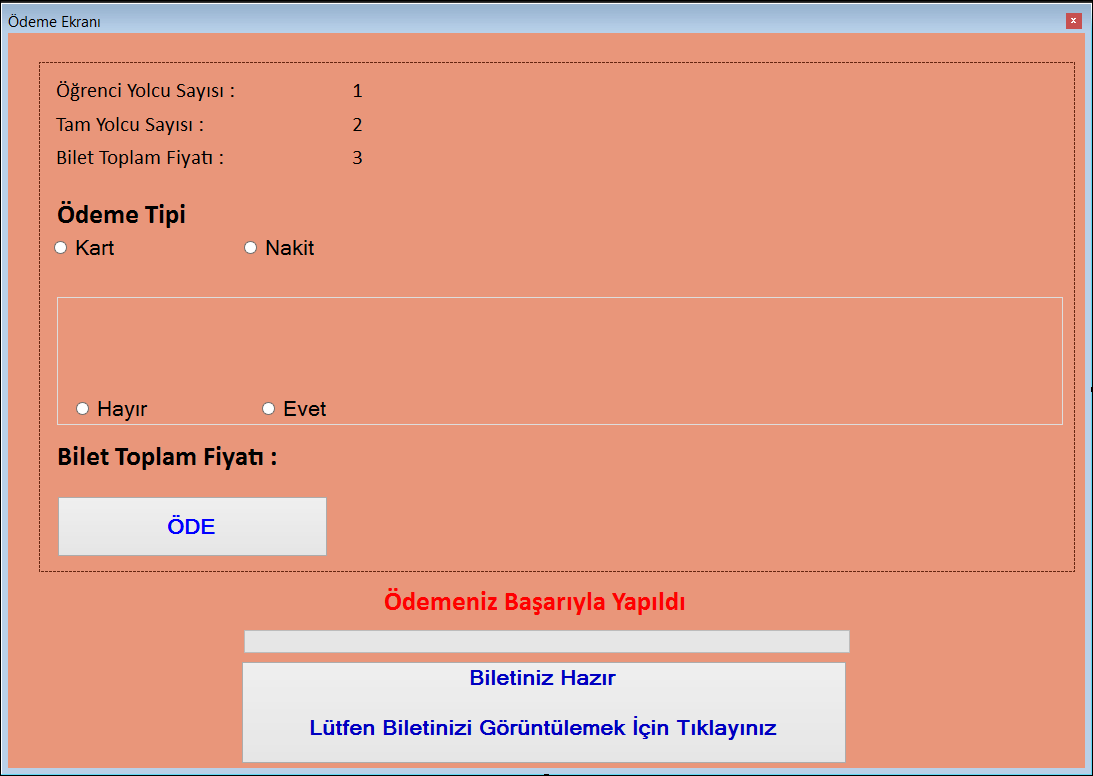 Ödeme Ekranı
x
Öğrenci Yolcu Sayısı : 1
Tam Yolcu Sayısı : 2
Bilet Toplam Fiyatı : 3
Ödeme Tipi
Kart Nakit
Hayır Evet
Bilet Toplam Fiyatı :
ÖDE
Ödemeniz Başarıyla Yapıldı
Biletiniz Hazır
Lütfen Biletinizi Görüntülemek İçin Tıklayınız